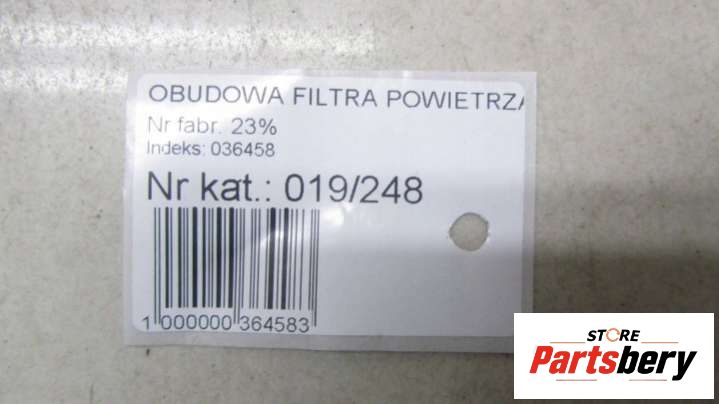 OBUDOWA FILTRA POWIETRZA
Nr fabr. 23%
Indeks: 036458
Nr kat.: 019/248
1 000000 364583
STORE
Partsbery